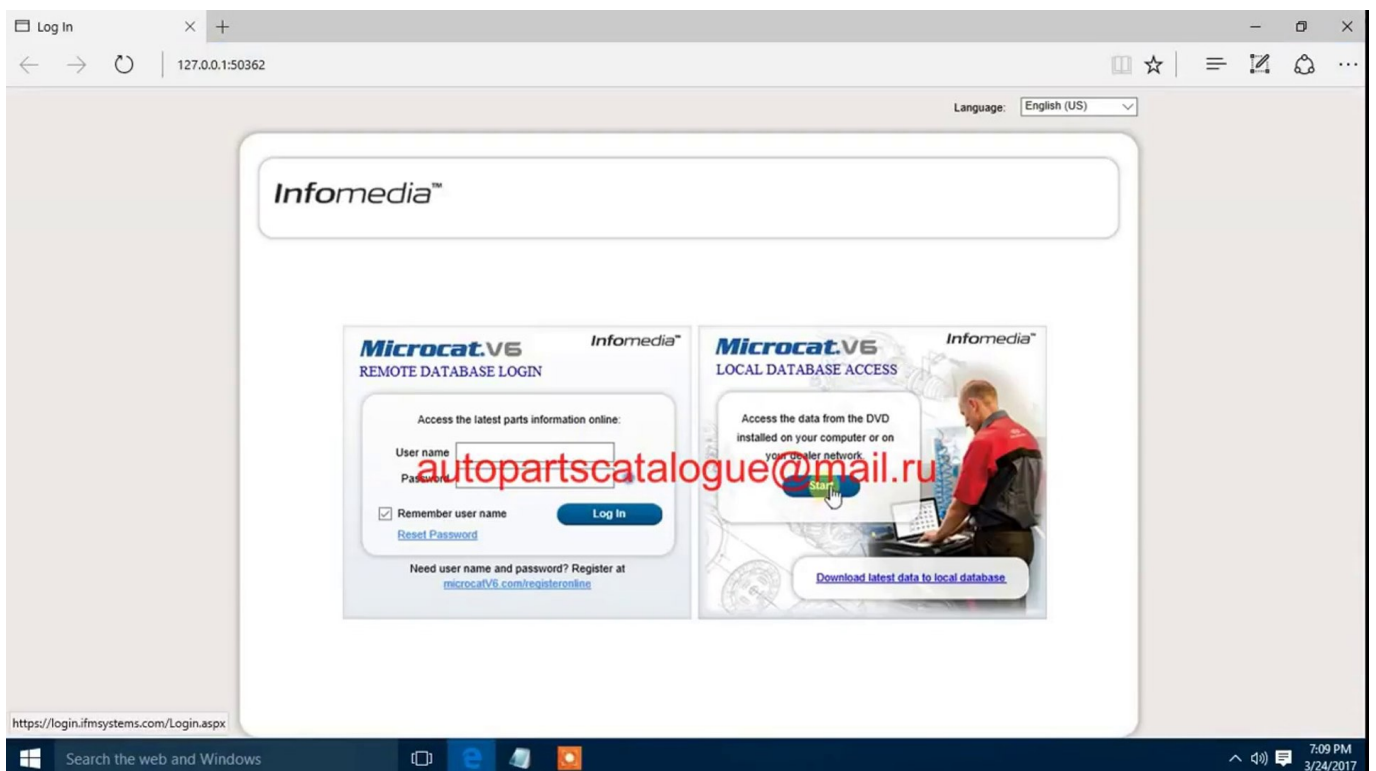 Log In
127.0.0.1:50362
Language: English (US)
Infomedia™
Microcat.V6 Infomedia™
REMOTE DATABASE LOGIN
Access the latest parts information online:
User name
Password
Remember user name Log In
Reset Password
Need user name and password? Register at
microcatV6.com/registeronline
Microcat.V6 Infomedia™
LOCAL DATABASE ACCESS
Access the data from the DVD
installed on your computer or on
your dealer network.
Start
Download latest data to local database
autopartscatalogue@mail.ru
https://login.ifmsystems.com/Login.aspx
Search the web and Windows
7:09 PM
3/24/2017